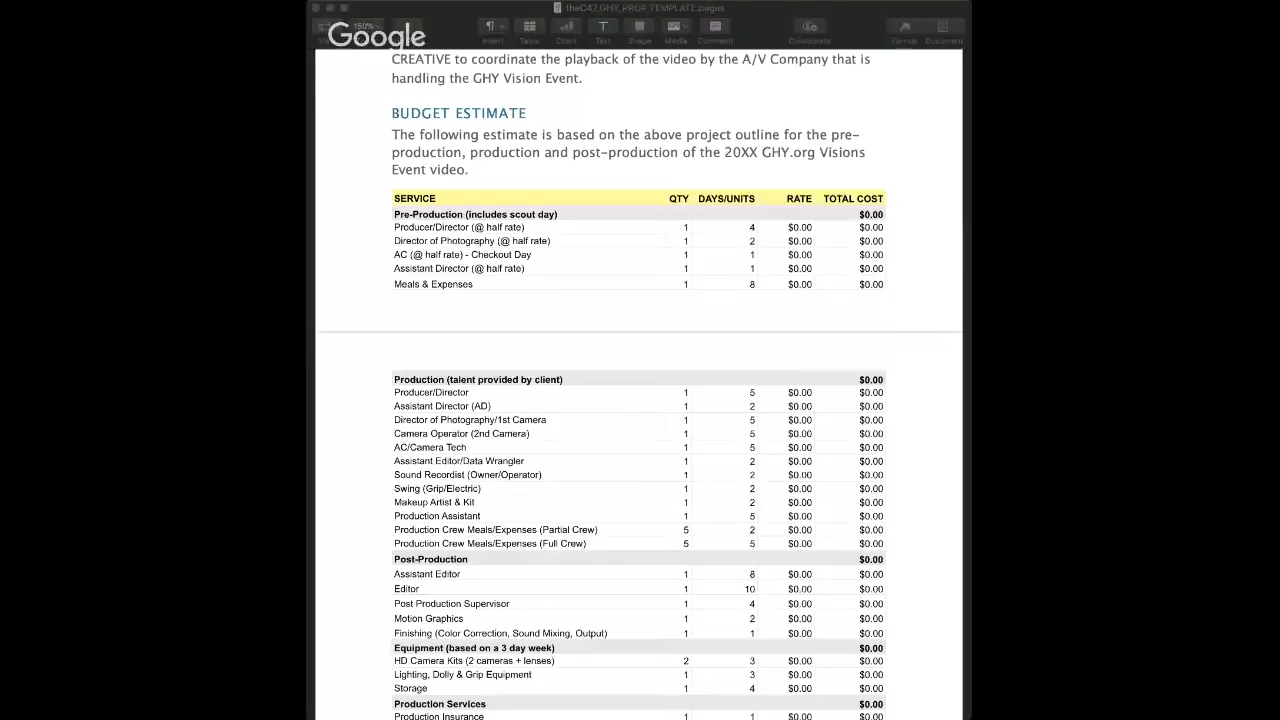 1theC47_GHY_PROP_TEMPLATE.pages
Google
150%
Insert Table Chart Text Shape Media Comment Collaborate Format Document
CREATIVE to coordinate the playback of the video by the A/V Company that is
handling the GHY Vision Event.
BUDGET ESTIMATE
The following estimate is based on the above project outline for the pre-
production, production and post-production of the 20XX GHY.org Visions
Event video.
SERVICE QTY DAYS/UNITS RATE TOTAL COST
Pre-Production (includes scout day) $0.00
Producer/Director (@ half rate) 1 4 $0.00 $0.00
Director of Photography (@ half rate) 1 2 $0.00 $0.00
AC (@ half rate) - Checkout Day 1 1 $0.00 $0.00
Assistant Director (@ half rate) 1 1 $0.00 $0.00
Meals & Expenses 1 8 $0.00 $0.00
Production (talent provided by client) $0.00
Producer/Director 1 5 $0.00 $0.00
Assistant Director (AD) 1 2 $0.00 $0.00
Director of Photography/1st Camera 1 5 $0.00 $0.00
Camera Operator (2nd Camera) 1 5 $0.00 $0.00
AC/Camera Tech 1 5 $0.00 $0.00
Assistant Editor/Data Wrangler 1 2 $0.00 $0.00
Sound Recordist (Owner/Operator) 1 2 $0.00 $0.00
Swing (Grip/Electric) 1 2 $0.00 $0.00
Makeup Artist & Kit 1 2 $0.00 $0.00
Production Assistant 1 5 $0.00 $0.00
Production Crew Meals/Expenses (Partial Crew) 5 2 $0.00 $0.00
Production Crew Meals/Expenses (Full Crew) 5 5 $0.00 $0.00
Post-Production $0.00
Assistant Editor 1 8 $0.00 $0.00
Editor 1 10 $0.00 $0.00
Post Production Supervisor 1 4 $0.00 $0.00
Motion Graphics 1 2 $0.00 $0.00
Finishing (Color Correction, Sound Mixing, Output) 1 1 $0.00 $0.00
Equipment (based on a 3 day week) $0.00
HD Camera Kits (2 cameras + lenses) 2 3 $0.00 $0.00
Lighting, Dolly & Grip Equipment 1 3 $0.00 $0.00
Storage 1 4 $0.00 $0.00
Production Services $0.00
Production Insurance 1 1 $0.00 $0.00